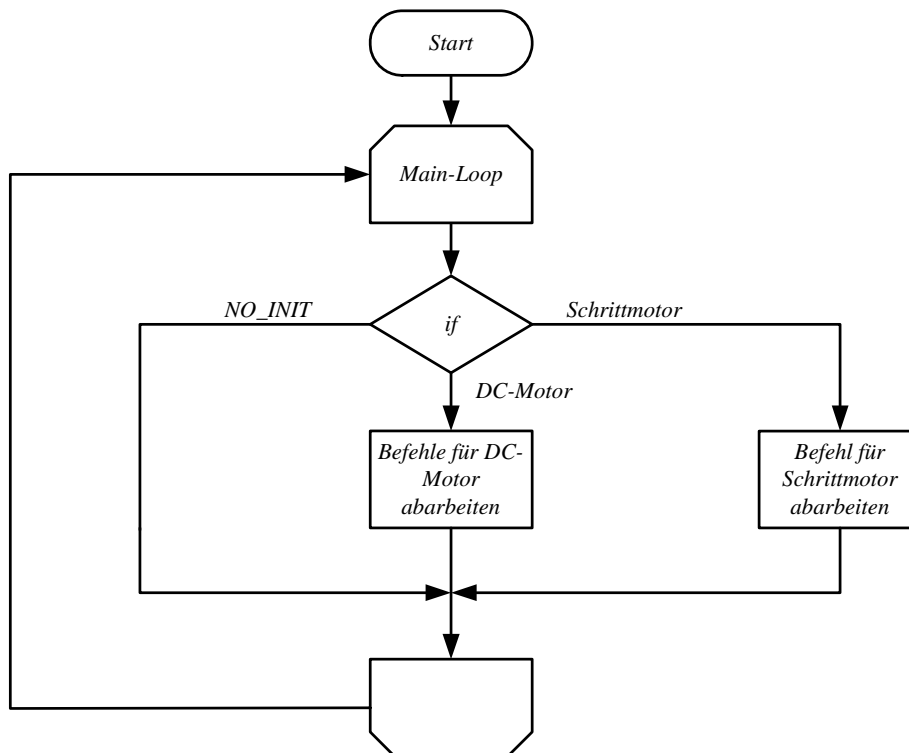 Start
Main-Loop
NO_INIT
if
Schrittmotor
DC-Motor
Befehle für DC-
Motor
abarbeiten
Befehl für
Schrittmotor
abarbeiten